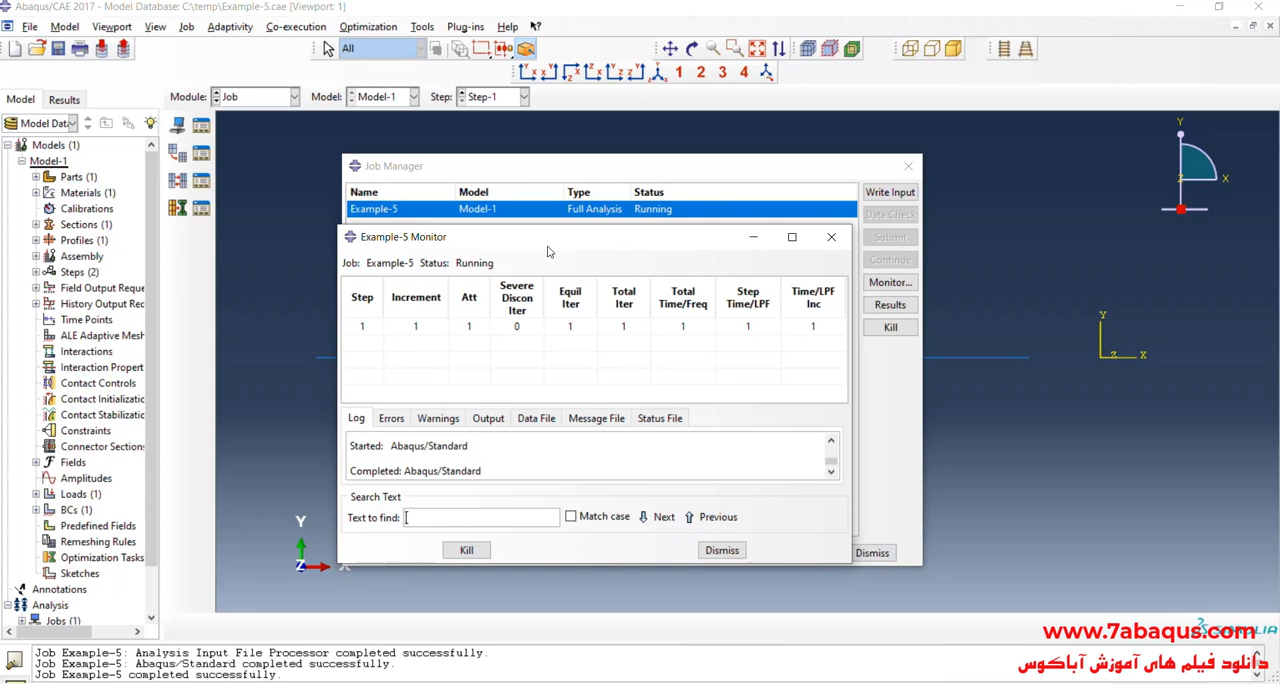 Abaqus/CAE 2017 - Model Database: C:\temp\Example-5.cae [Viewport: 1]
File Model Viewport View Job Adaptivity Co-execution Optimization Tools Plug-ins Help
All
1 2 3 4
Model Results Module: Job Model: Model-1 Step: Step-1
Model Dat
Models (1)
Model-1
Parts (1)
Materials (1)
Calibrations
Sections (1)
Profiles (1)
Assembly
Steps (2)
Field Output Reque
History Output Rec
Time Points
ALE Adaptive Mesh
Interactions
Interaction Propert
Contact Controls
Contact Initializatio
Contact Stabilizatic
Constraints
Connector Sections
Fields
Amplitudes
Loads (1)
BCs (1)
Predefined Fields
Remeshing Rules
Optimization Tasks
Sketches
Annotations
Analysis
Jobs (1)
Job Manager
Name Model Type Status
Example-5 Model-1 Full Analysis Running
Write Input
Data Check
Submit
Continue
Monitor...
Results
Kill
Dismiss
Example-5 Monitor
Job: Example-5 Status: Running
Step Increment Att Severe Discon Iter Equil Iter Total Iter Total Time/Freq Step Time/LPF Time/LPF Inc
1 1 1 0 1 1 1 1 1
Log Errors Warnings Output Data File Message File Status File
Started: Abaqus/Standard
Completed: Abaqus/Standard
Search Text
Text to find: Match case Next Previous
Kill Dismiss
Y
X
Z
Y
Z X
Y
Z X
SIMULIA
www.7abaqus.com
دانلود فیلم های آموزش آباکوس
Job Example-5: Analysis Input File Processor completed successfully.
Job Example-5: Abaqus/Standard completed successfully.
Job Example-5 completed successfully.